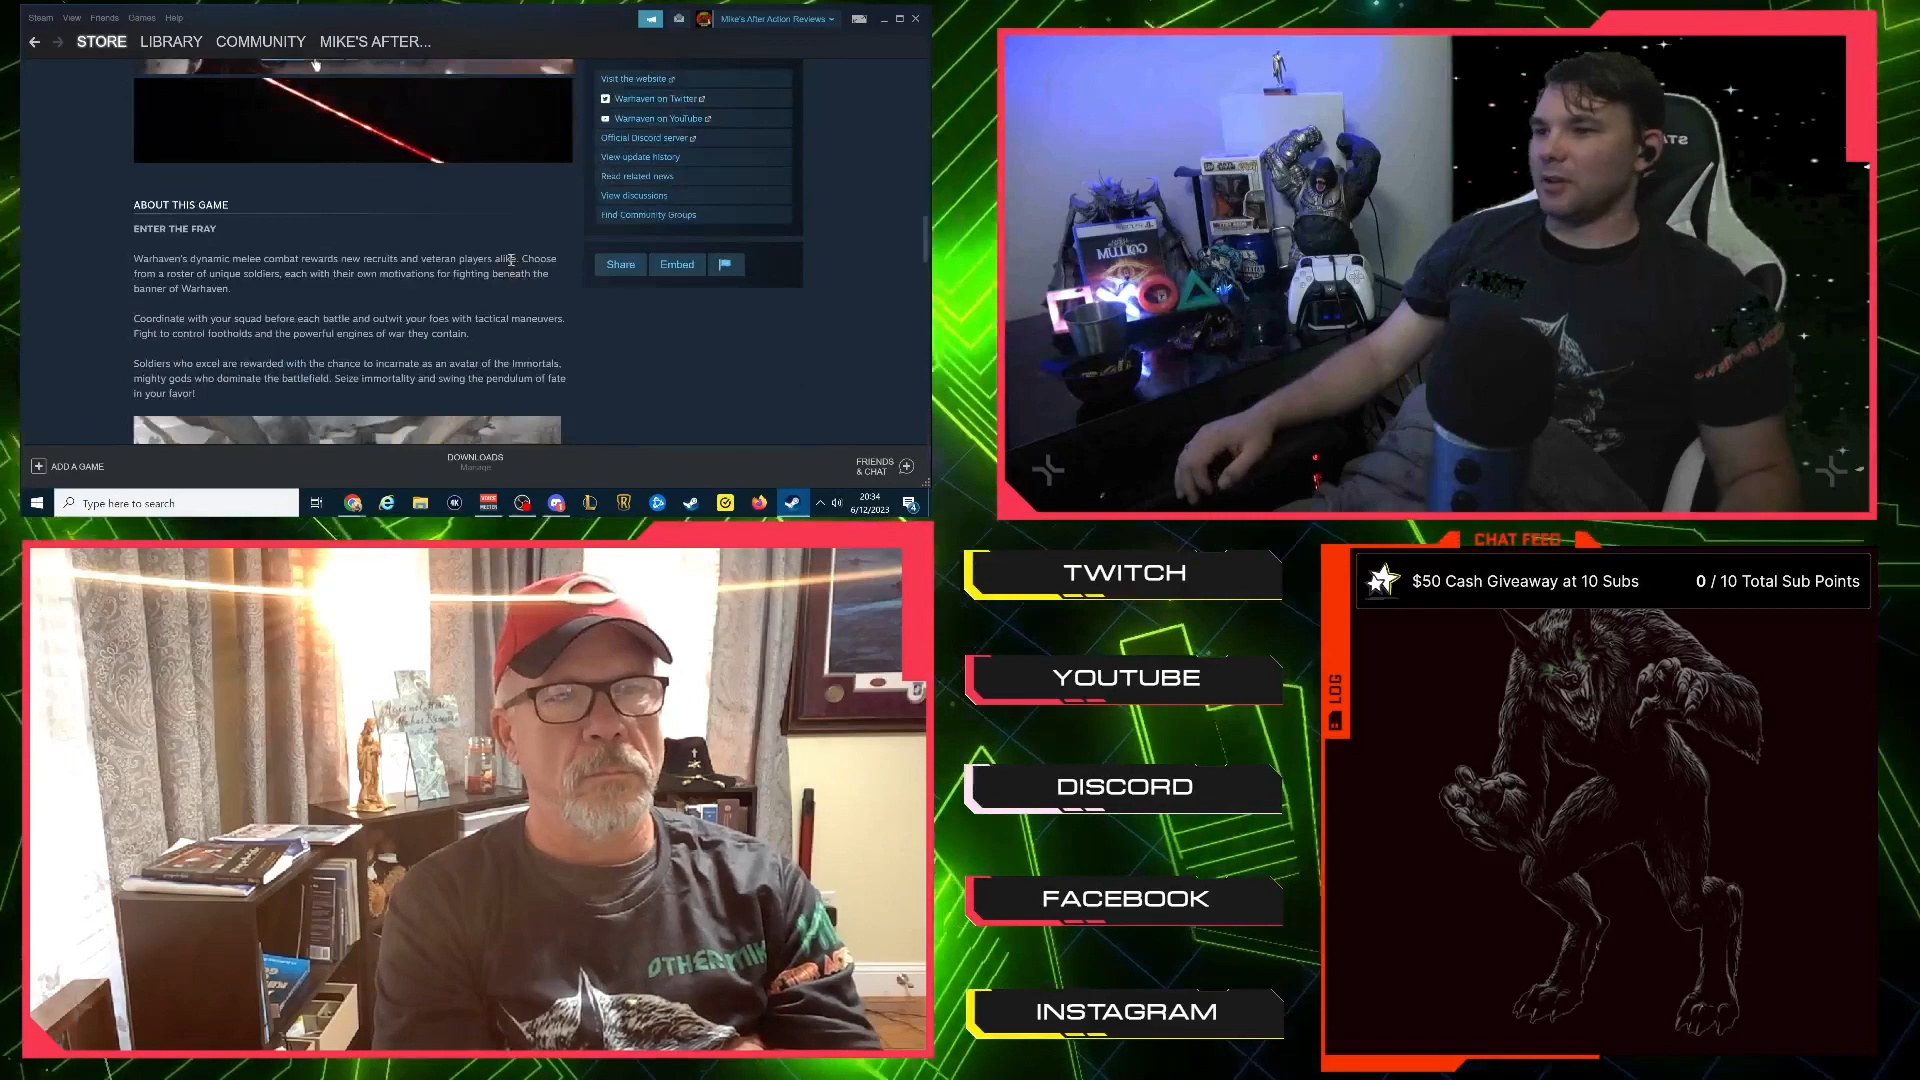 Steam View Friends Games Help
Mike's After Action Reviews
STORE LIBRARY COMMUNITY MIKE'S AFTER...
Visit the website
Warhaven on Twitter
Warhaven on YouTube
Official Discord server
View update history
Read related news
View discussions
Find Community Groups
Share Embed
ABOUT THIS GAME
ENTER THE FRAY
Warhaven's dynamic melee combat rewards new recruits and veteran players alike. Choose
from a roster of unique soldiers, each with their own motivations for fighting beneath the
banner of Warhaven.
Coordinate with your squad before each battle and outwit your foes with tactical maneuvers.
Fight to control footholds and the powerful engines of war they contain.
Soldiers who excel are rewarded with the chance to incarnate as an avatar of the Immortals,
mighty gods who dominate the battlefield. Seize immortality and swing the pendulum of fate
in your favor!
ADD A GAME
DOWNLOADS
Manage
FRIENDS
& CHAT
Type here to search
20:34
6/12/2023
TWITCH
YOUTUBE
DISCORD
FACEBOOK
INSTAGRAM
CHAT FEED
$50 Cash Giveaway at 10 Subs
0 / 10 Total Sub Points
LOG